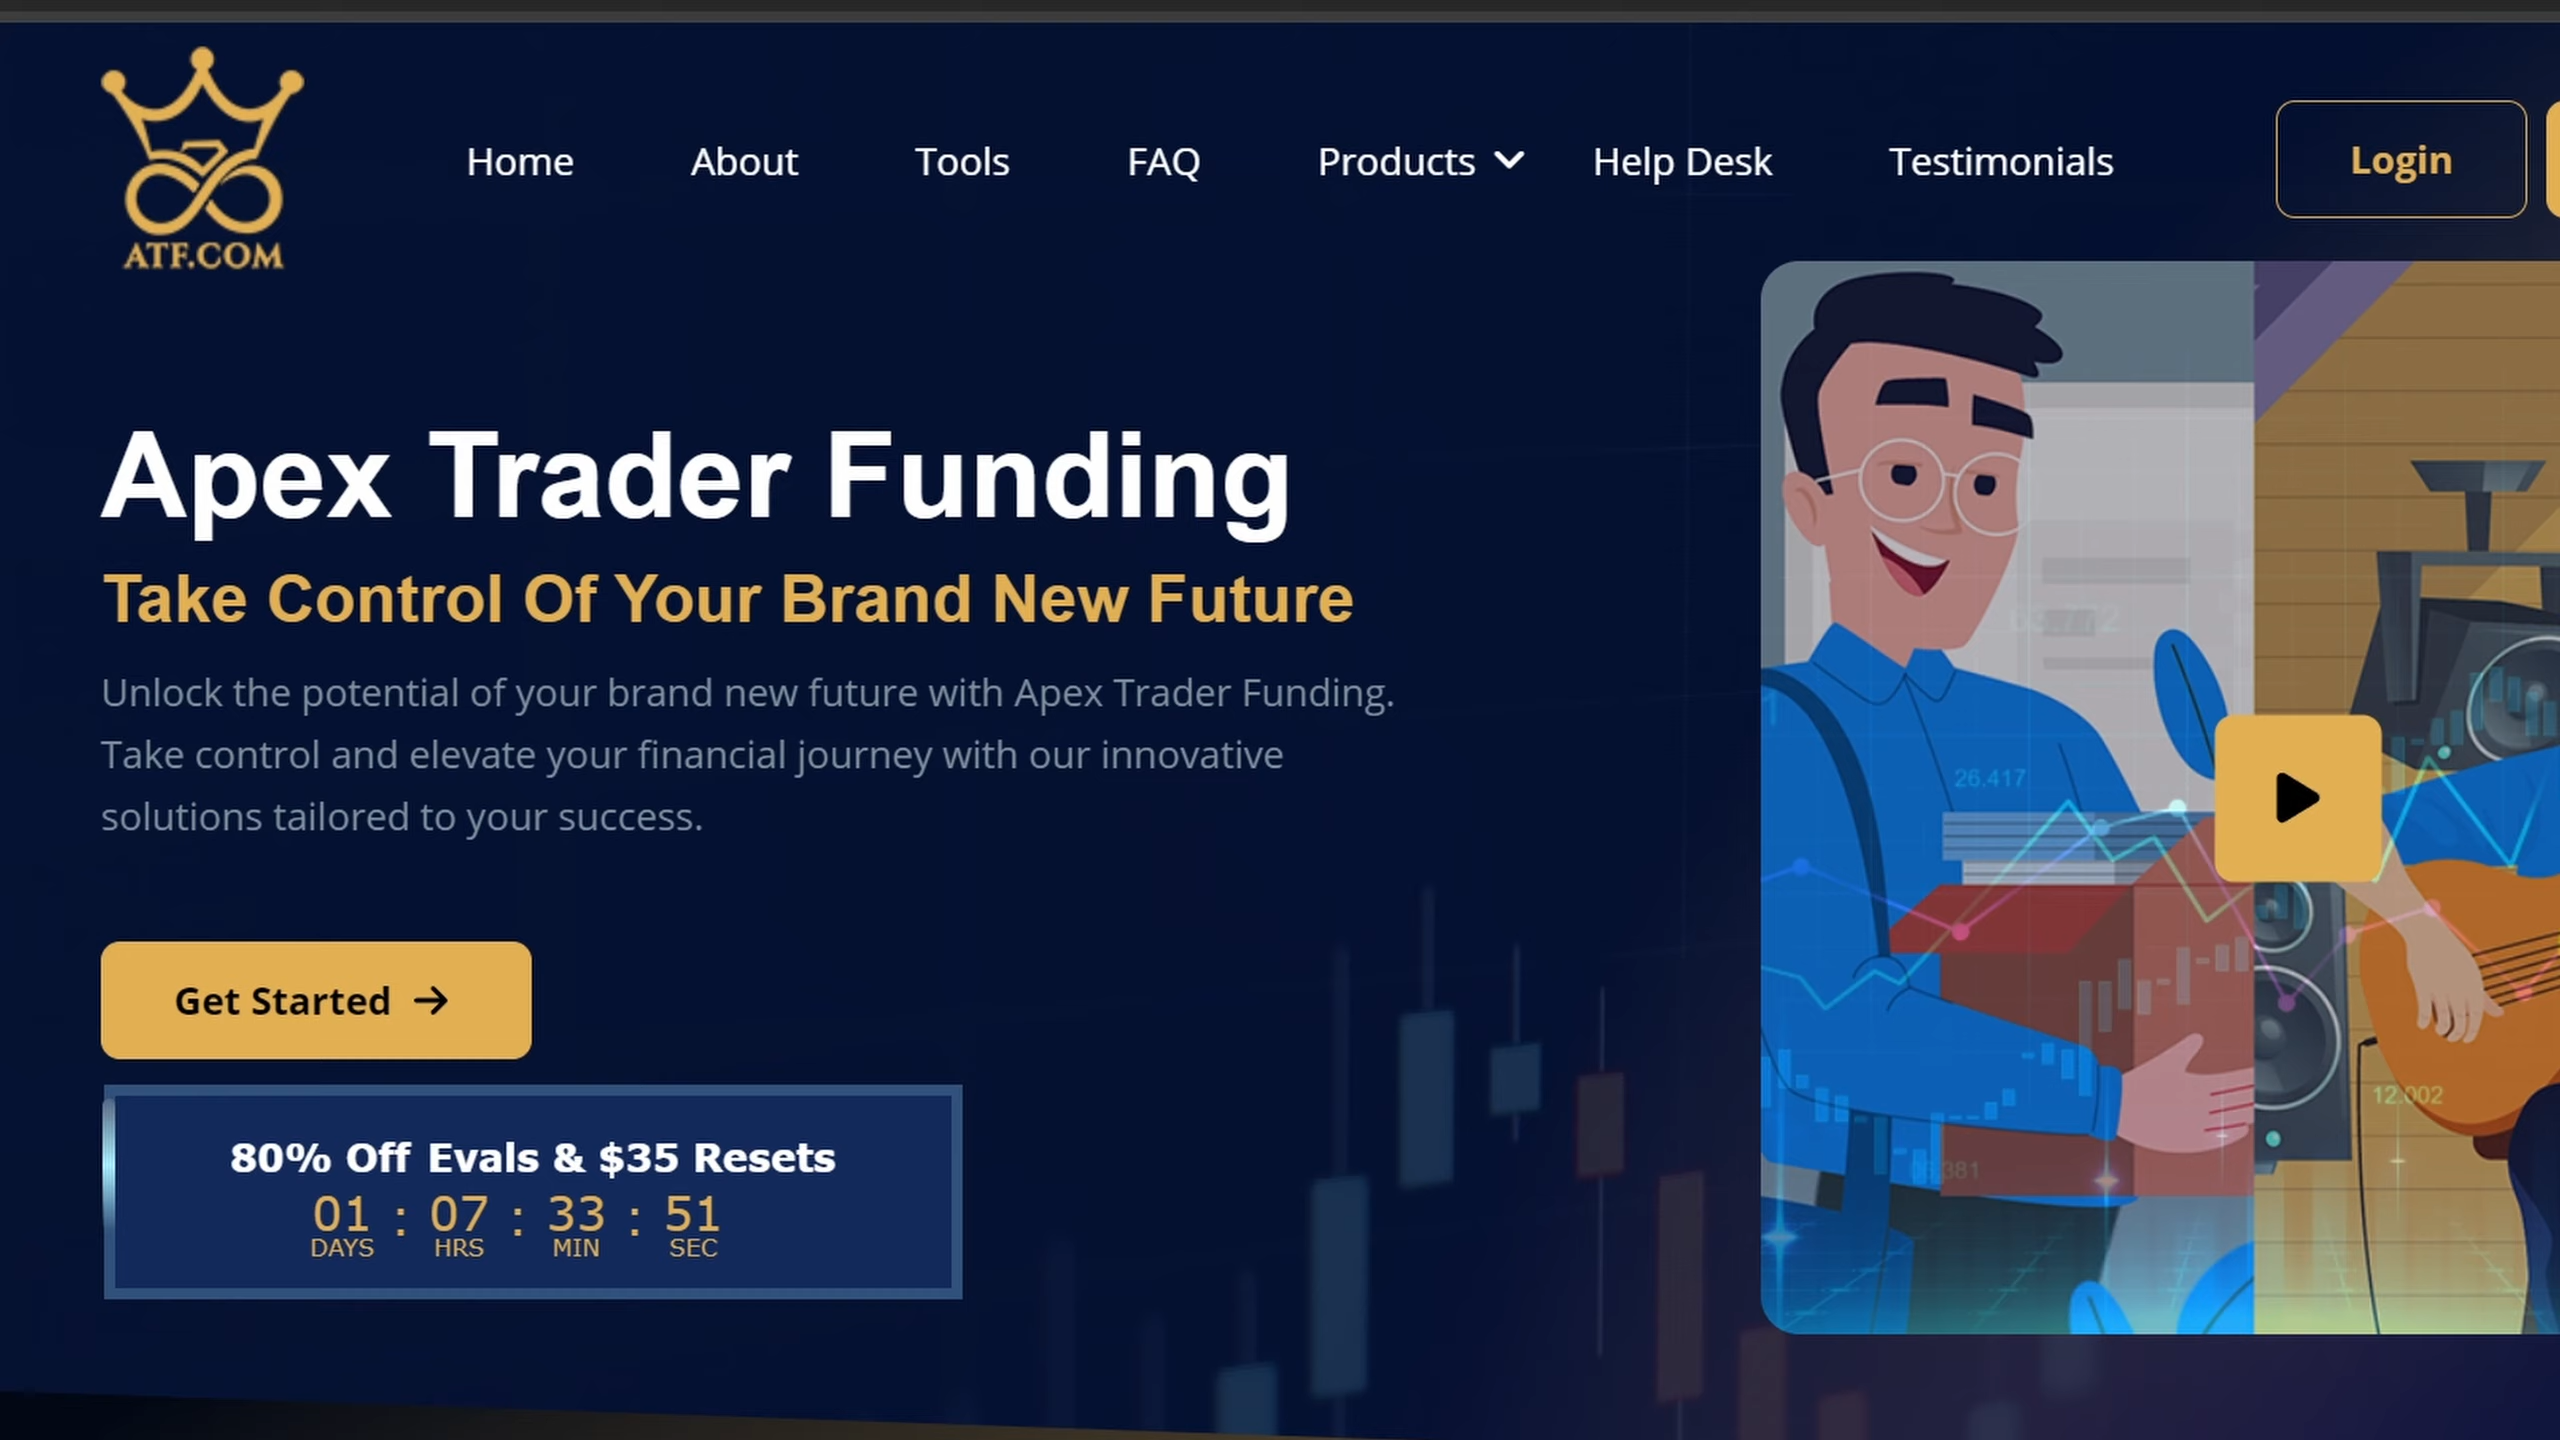 ATF.COM
Home About Tools FAQ Products Help Desk Testimonials Login
Apex Trader Funding
Take Control Of Your Brand New Future
Unlock the potential of your brand new future with Apex Trader Funding.
Take control and elevate your financial journey with our innovative
solutions tailored to your success.
Get Started
80% Off Evals & $35 Resets
01 : 07 : 33 : 51
DAYS HRS MIN SEC
26.417
12.002